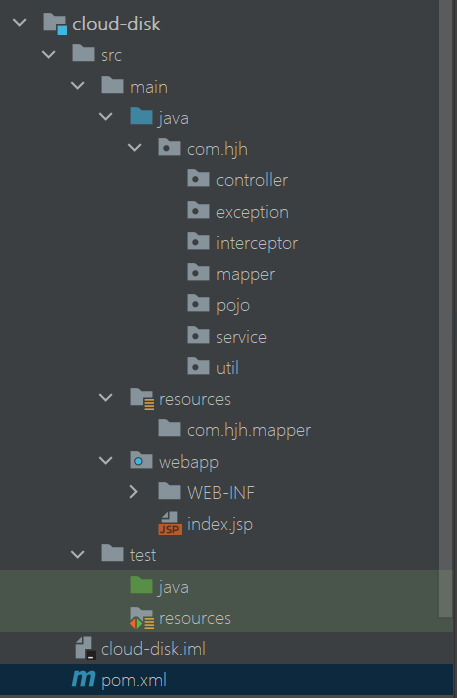 cloud-disk
src
main
java
com.hjh
controller
exception
interceptor
mapper
pojo
service
util
resources
com.hjh.mapper
webapp
WEB-INF
JSP index.jsp
test
java
resources
cloud-disk.iml
m pom.xml